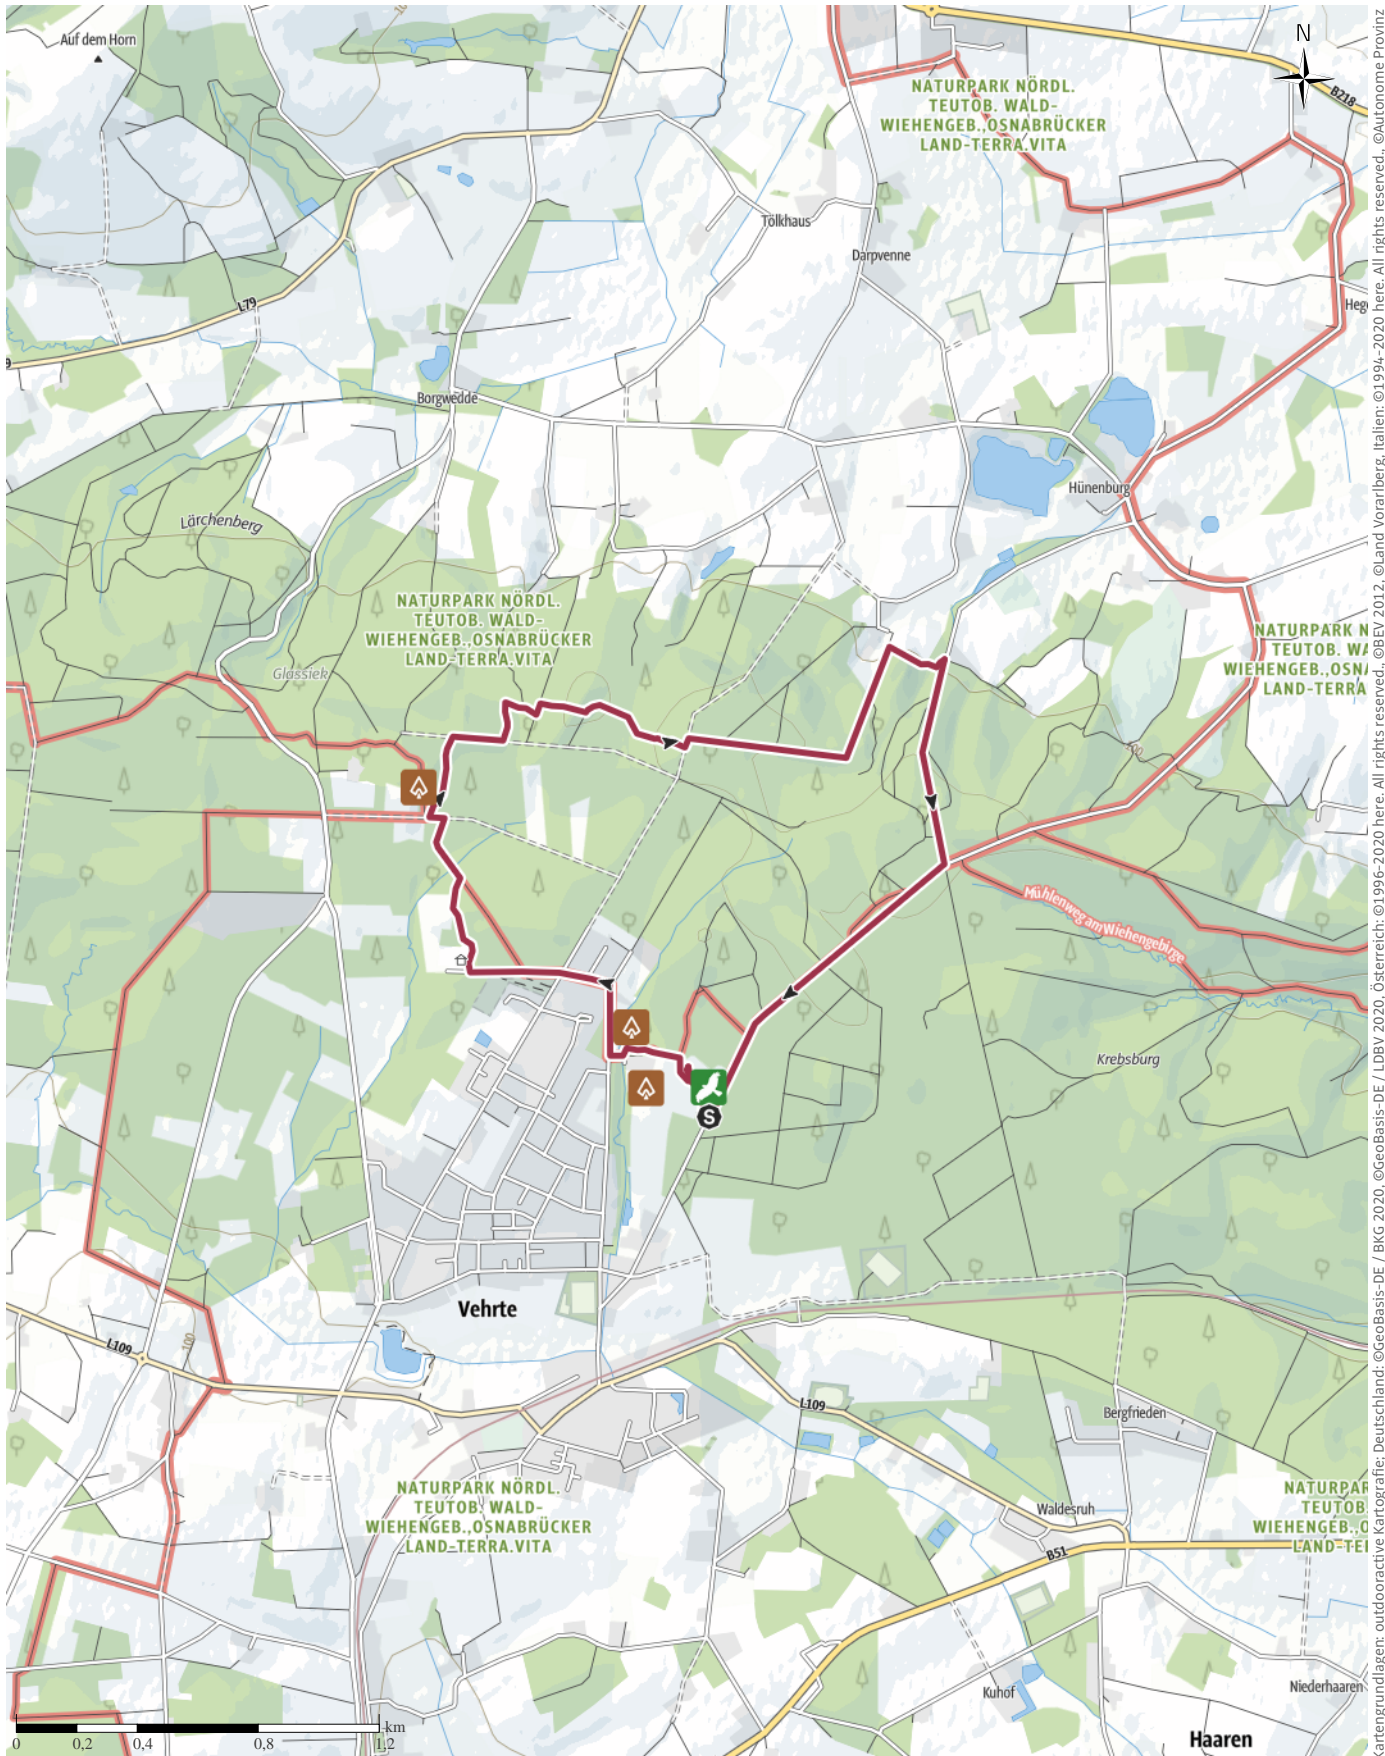 Auf dem Horn
N
B218
NATURPARK NÖRDL.
TEUTOB. WALD-
WIEHENGEB.,OSNABRÜCKER
LAND-TERRA.VITA
Tölkhaus
Darpvenne
L79
9
Borgwedde
Hünenburg
Lärchenberg
NATURPARK NÖRDL.
TEUTOB. WALD-
WIEHENGEB.,OSNABRÜCKER
LAND-TERRA.VITA
NATURPARK N
TEUTOB. WA
WIEHENGEB.,OSNA
LAND-TERRA
Glassiek
100
Mühlenweg am Wiehengebirge
Krebsburg
S
Vehrte
L109
100
L109
Bergfrieden
NATURPARK NÖRDL.
TEUTOB. WALD-
WIEHENGEB.,OSNABRÜCKER
LAND-TERRA.VITA
NATURPAR
TEUTOB.
WIEHENGEB.,O
LAND-TE
Waldesruh
B51
Kuhof
Niederhaaren
Haaren
km
0 0,2 0,4 0,8 1,2
artengrundlagen: outdooractive Kartografie; Deutschland: ©GeoBasis-DE / BKG 2020, ©GeoBasis-DE / LDBV 2020, Österreich: ©1996-2020 here. All rights reserved., ©BEV 2012, ©Land Vorarlberg, Italien: ©1994-2020 here. All rights reserved., ©Autonome Provinz